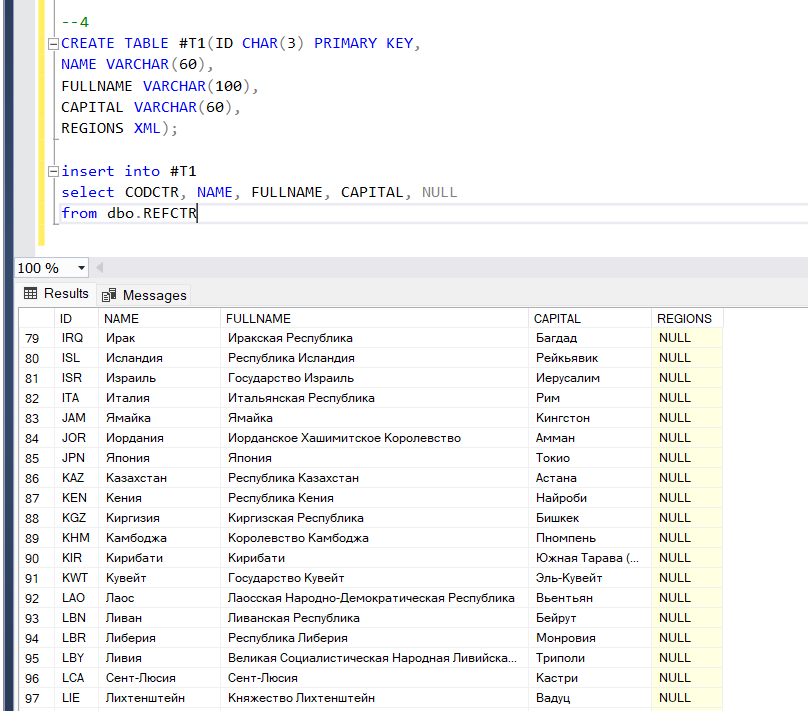 --4
CREATE TABLE #T1(ID CHAR(3) PRIMARY KEY,
NAME VARCHAR(60),
FULLNAME VARCHAR(100),
CAPITAL VARCHAR(60),
REGIONS XML);
insert into #T1
select CODCTR, NAME, FULLNAME, CAPITAL, NULL
from dbo.REFCTR
100 %
Results Messages
ID NAME FULLNAME CAPITAL REGIONS
79 IRQ Ирак Иракская Республика Багдад NULL
80 ISL Исландия Республика Исландия Рейкьявик NULL
81 ISR Израиль Государство Израиль Иерусалим NULL
82 ITA Италия Итальянская Республика Рим NULL
83 JAM Ямайка Ямайка Кингстон NULL
84 JOR Иордания Иорданское Хашимитское Королевство Амман NULL
85 JPN Япония Япония Токио NULL
86 KAZ Казахстан Республика Казахстан Астана NULL
87 KEN Кения Республика Кения Найроби NULL
88 KGZ Киргизия Киргизская Республика Бишкек NULL
89 KHM Камбоджа Королевство Камбоджа Пномпень NULL
90 KIR Кирибати Кирибати Южная Тарава (... NULL
91 KWT Кувейт Государство Кувейт Эль-Кувейт NULL
92 LAO Лаос Лаосская Народно-Демократическая Республика Вьентьян NULL
93 LBN Ливан Ливанская Республика Бейрут NULL
94 LBR Либерия Республика Либерия Монровия NULL
95 LBY Ливия Великая Социалистическая Народная Ливийска... Триполи NULL
96 LCA Сент-Люсия Сент-Люсия Кастри NULL
97 LIE Лихтенштейн Княжество Лихтенштейн Вадуц NULL